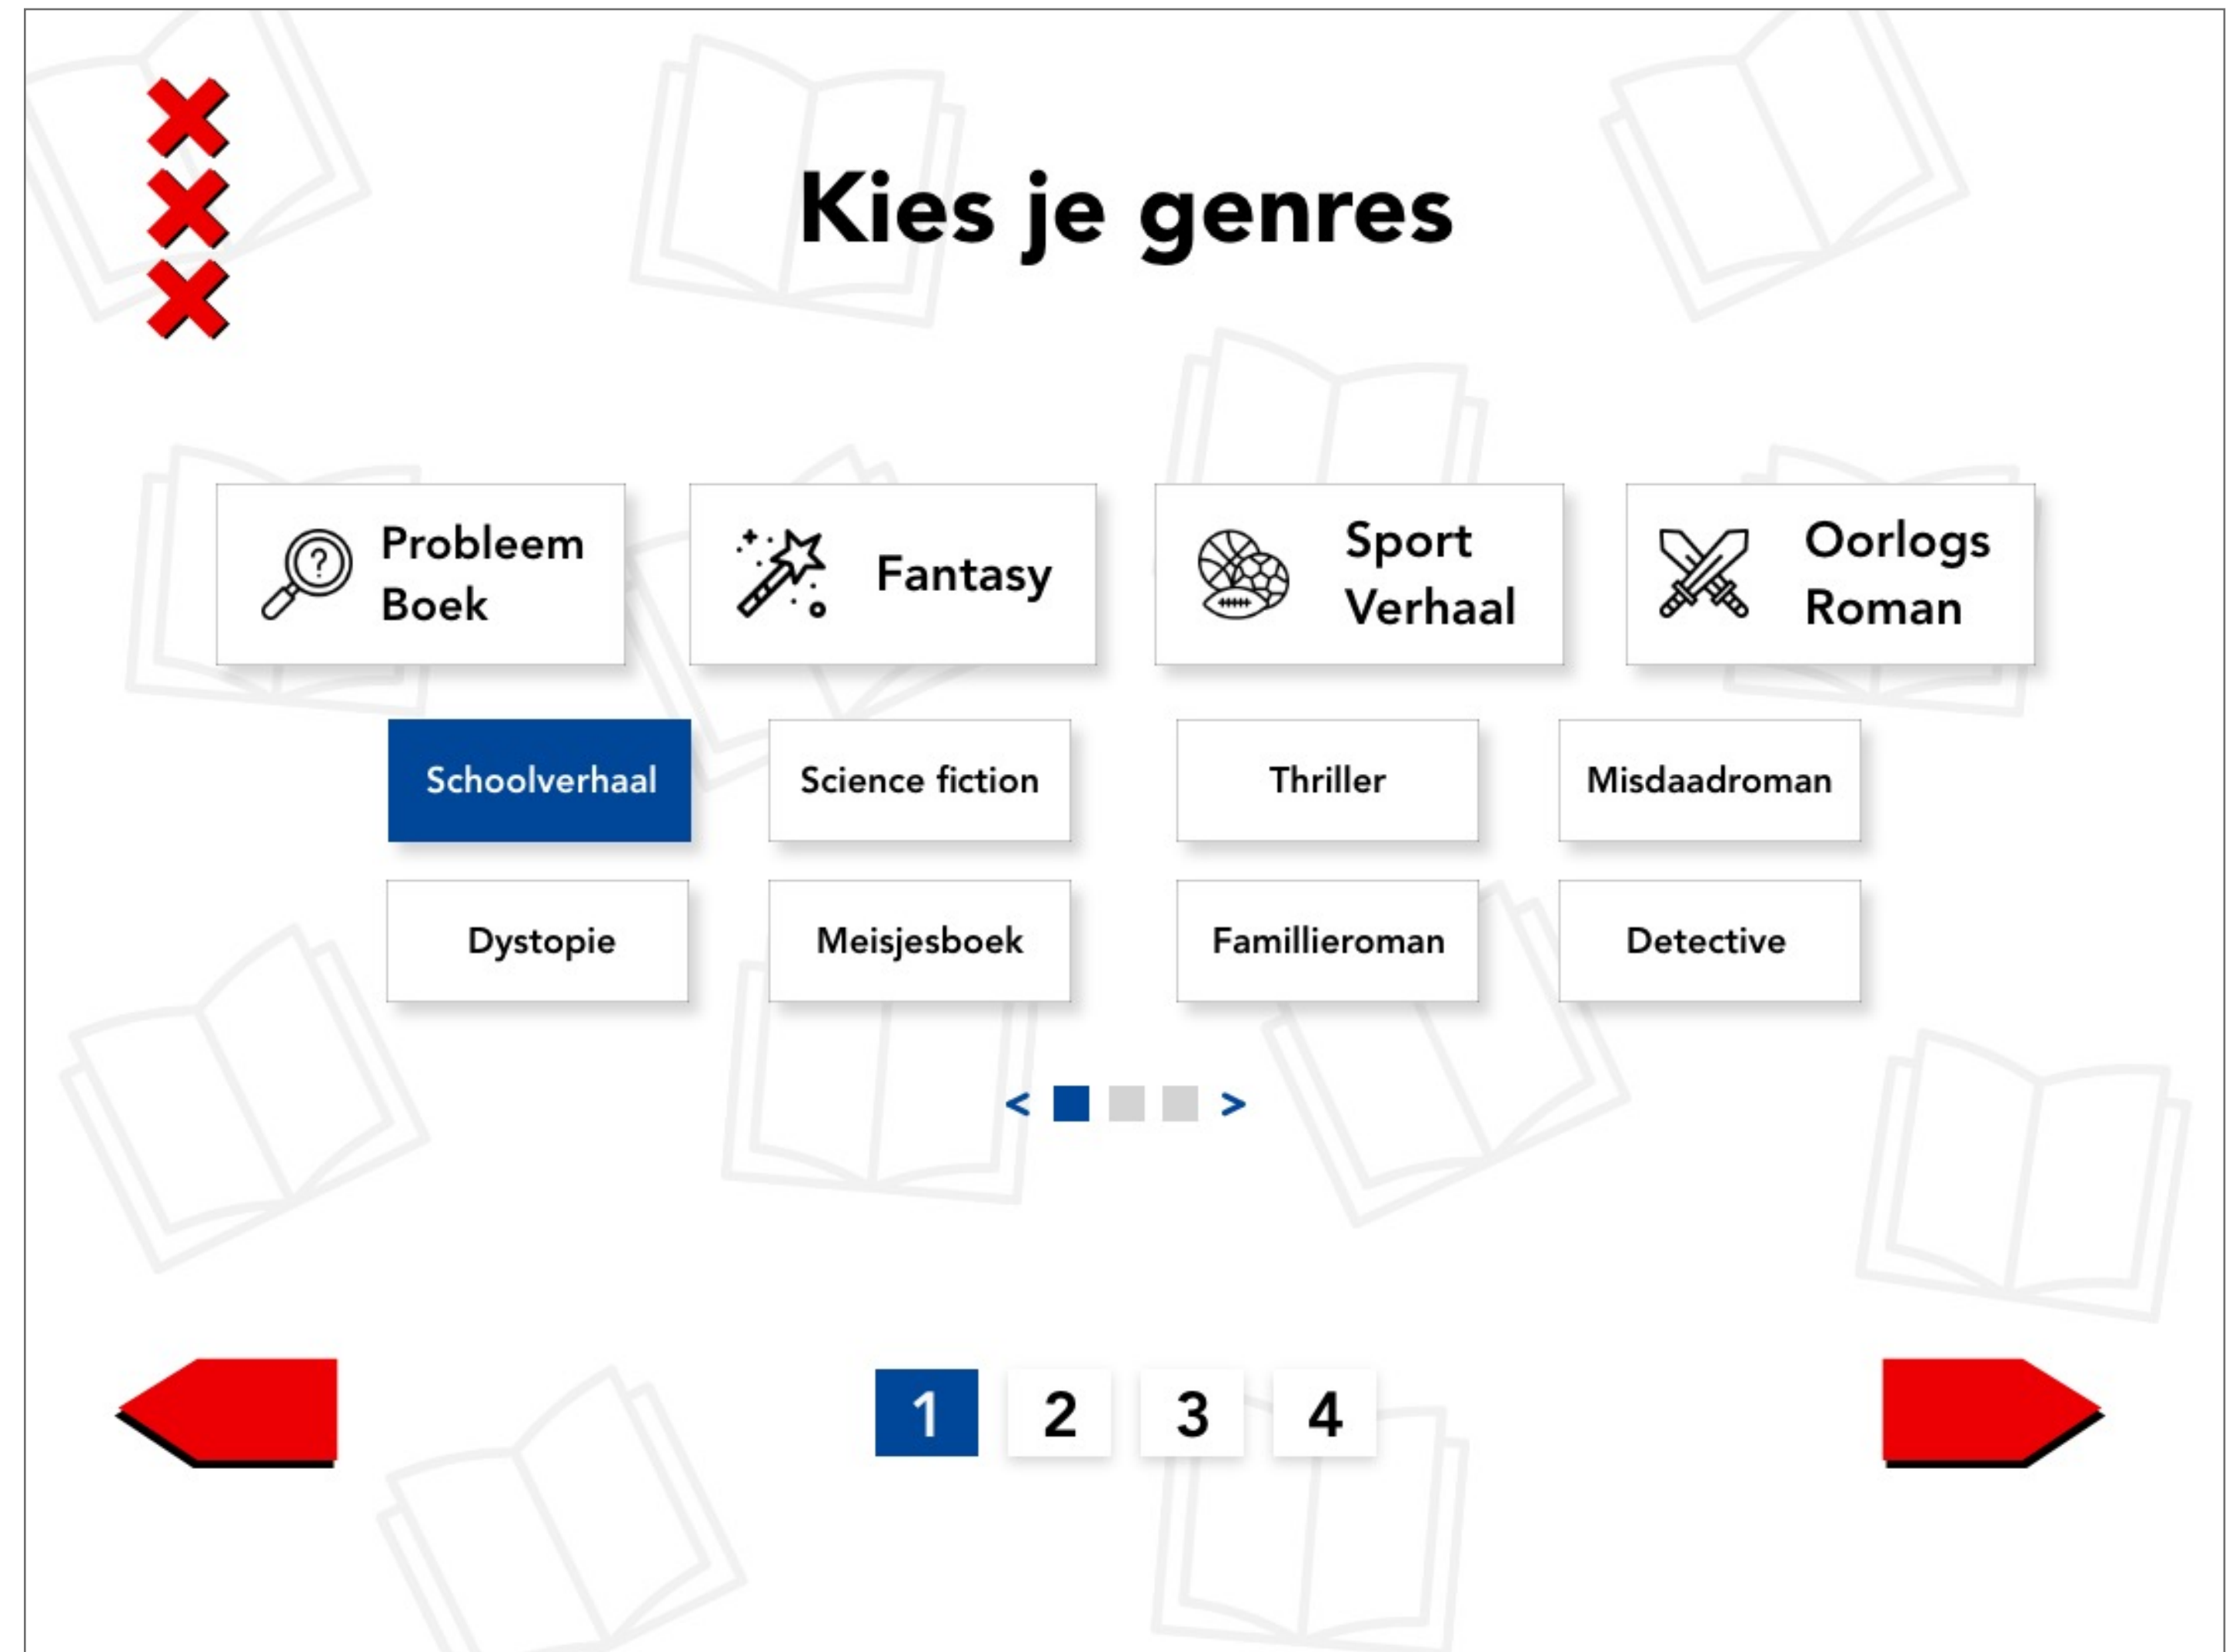 Kies je genres
Probleem
Boek
Fantasy
Sport
Verhaal
Oorlogs
Roman
Schoolverhaal
Science fiction
Thriller
Misdaadroman
Dystopie
Meisjesboek
Famillieroman
Detective
< >
1 2 3 4